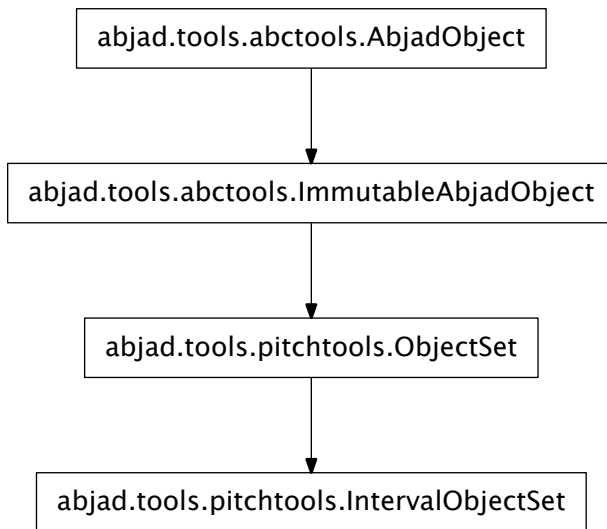 abjad.tools.abctools.AbjadObject
abjad.tools.abctools.ImmutableAbjadObject
abjad.tools.pitchtools.ObjectSet
abjad.tools.pitchtools.IntervalObjectSet